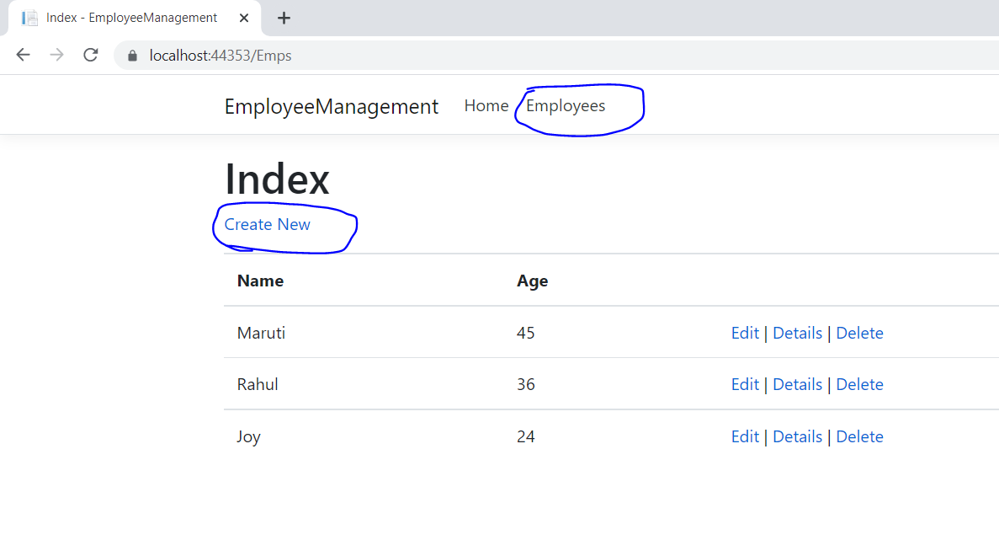 Index - EmployeeManagement
localhost:44353/Emps
EmployeeManagement Home Employees
Index
Create New
Name Age
Maruti 45 Edit | Details | Delete
Rahul 36 Edit | Details | Delete
Joy 24 Edit | Details | Delete